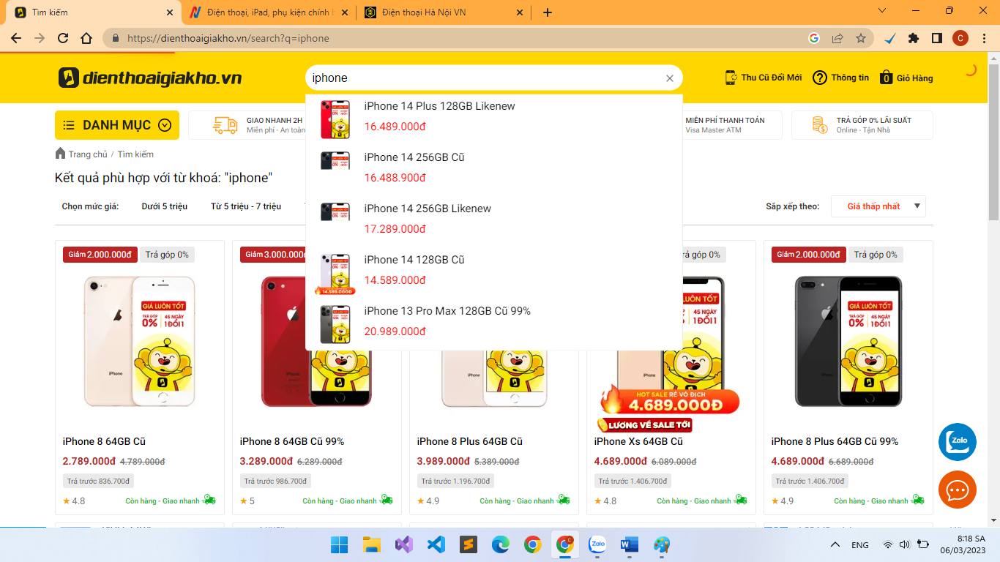 Tìm kiếm
Điện thoại, iPad, phụ kiện chính h
Điện thoại Hà Nội VN
https://dienthoaigiakho.vn/search?q=iphone
C
dienthoaigiakho.vn
iphone
Thu Cũ Đổi Mới
Thông tin
0
Giỏ Hàng
DANH MỤC
GIAO NHANH 2H
Miễn phí - An toàn
MIỄN PHÍ THANH TOÁN
Visa Master ATM
TRẢ GÓP 0% LÃI SUẤT
Online - Tận Nhà
iPhone 14 Plus 128GB Likenew
16.489.000đ
iPhone 14 256GB Cũ
16.488.900đ
iPhone 14 256GB Likenew
17.289.000đ
iPhone 14 128GB Cũ
14.589.000đ
14.589.000Đ
iPhone 13 Pro Max 128GB Cũ 99%
20.989.000đ
Trang chủ / Tìm kiếm
Kết quả phù hợp với từ khoá: "iphone"
Chọn mức giá:
Dưới 5 triệu
Từ 5 triệu - 7 triệu
Sắp xếp theo:
Giá thấp nhất
Giảm 2.000.000đ
Trả góp 0%
GIÁ LUÔN TỐT
TRẢ GÓP
0%
45 NGÀY
1 ĐỔI 1
iPhone
iPhone 8 64GB Cũ
2.789.000đ 4.789.000đ
Trả trước 836.700đ
4.8
Còn hàng - Giao nhanh
Giảm 3.000.000đ
iPhone
iPhone 8 64GB Cũ 99%
3.289.000đ 6.289.000đ
Trả trước 986.700đ
5
Còn hàng - Giao nhanh
iPhone
iPhone 8 Plus 64GB Cũ
3.989.000đ 5.389.000đ
Trả trước 1.196.700đ
4.9
Còn hàng - Giao nhanh
góp 0%
LUÔN TỐT
45 NGÀY
1 ĐỔI 1
iPhone
HOT SALE RẺ VÔ ĐỊCH
4.689.000Đ
LƯƠNG VỀ SALE TỚI
iPhone Xs 64GB Cũ
4.689.000đ 6.089.000đ
Trả trước 1.406.700đ
4.8
Còn hàng - Giao nhanh
Giảm 2.000.000đ
Trả góp 0%
GIÁ LUÔN TỐT
TRẢ GÓP
0%
45 NGÀY
1 ĐỔI 1
iPhone
iPhone 8 Plus 64GB Cũ 99%
4.689.000đ 6.689.000đ
Trả trước 1.406.700đ
4.9
Còn hàng - Giao nhanh
Zalo
Zalo
ENG
8:18 SA
06/03/2023